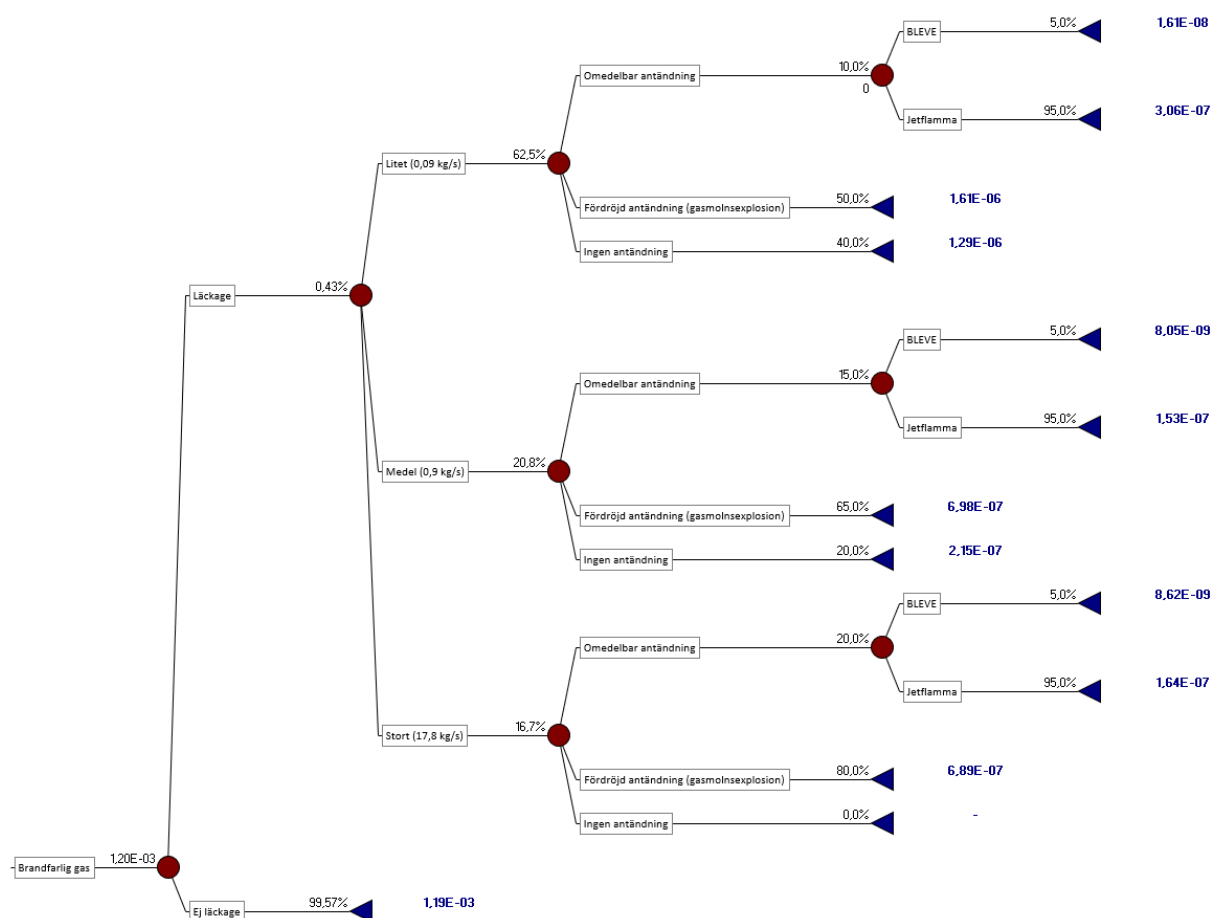 BLEVE 5,0% 1,61E-08
Omedelbar antändning 10,0%
0
Jetflamma 95,0% 3,06E-07
Litet (0,09 kg/s) 62,5%
Fördröjd antändning (gasmolnsexplosion) 50,0% 1,61E-06
Ingen antändning 40,0% 1,29E-06
Läckage 0,43%
BLEVE 5,0% 8,05E-09
Omedelbar antändning 15,0%
Jetflamma 95,0% 1,53E-07
Medel (0,9 kg/s) 20,8%
Fördröjd antändning (gasmolnsexplosion) 65,0% 6,98E-07
Ingen antändning 20,0% 2,15E-07
BLEVE 5,0% 8,62E-09
Omedelbar antändning 20,0%
Jetflamma 95,0% 1,64E-07
Stort (17,8 kg/s) 16,7%
Fördröjd antändning (gasmolnsexplosion) 80,0% 6,89E-07
Ingen antändning 0,0% -
Brandfarlig gas 1,20E-03
Ej läckage 99,57% 1,19E-03